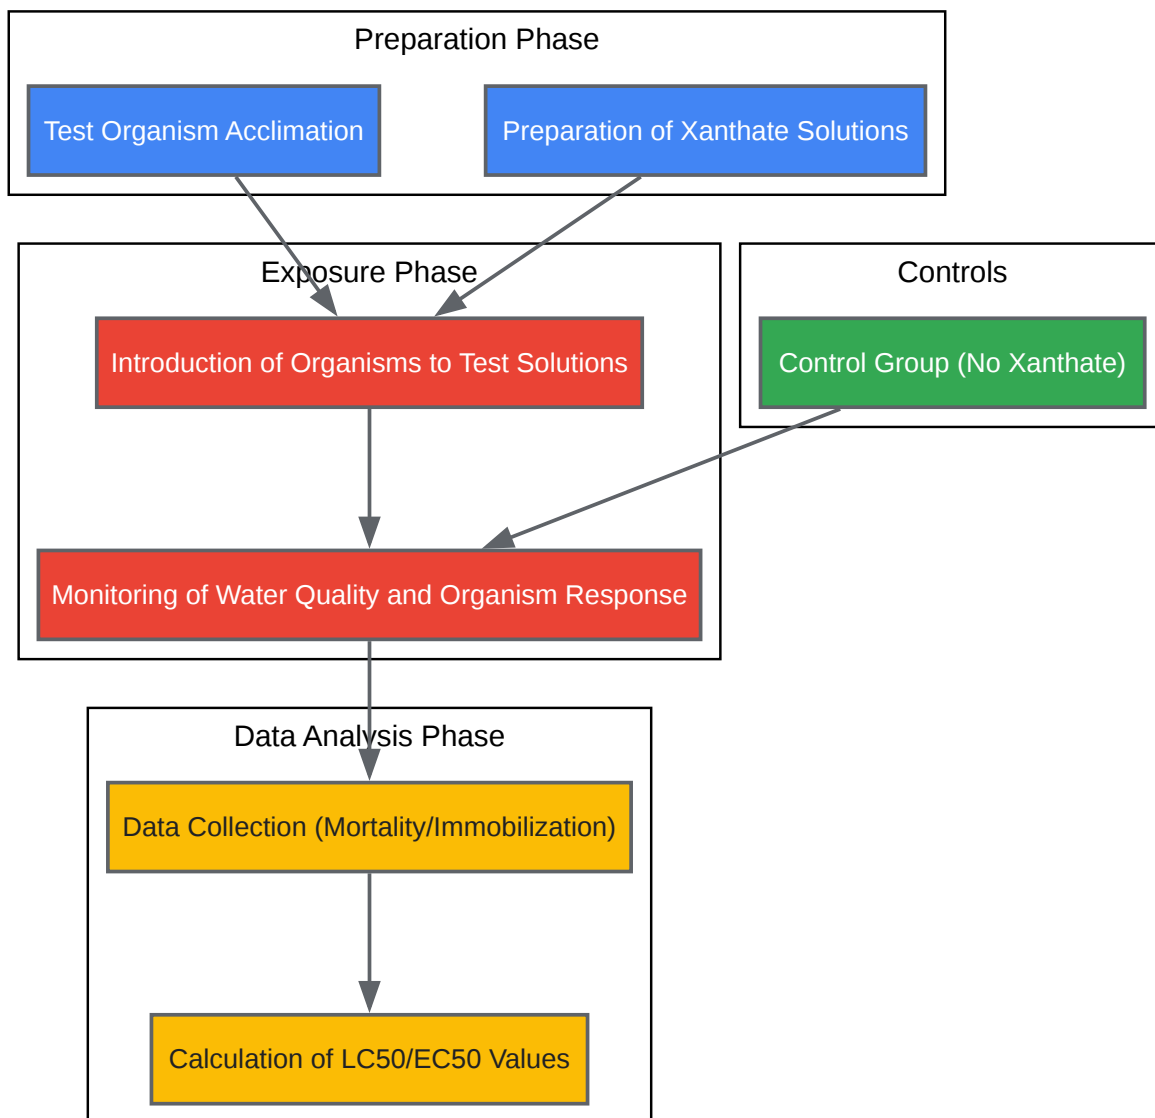 Preparation Phase
Test Organism Acclimation
Preparation of Xanthate Solutions
Exposure Phase
Controls
Introduction of Organisms to Test Solutions
Control Group (No Xanthate)
Monitoring of Water Quality and Organism Response
Data Analysis Phase
Data Collection (Mortality/Immobilization)
Calculation of LC50/EC50 Values